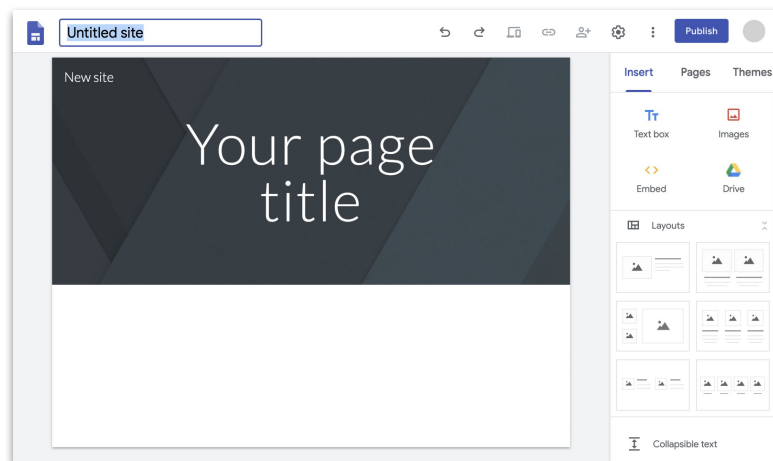 Untitled site
Publish
New site
Your page
title
Insert Pages Themes
Text box Images
Embed Drive
Layouts
Collapsible text